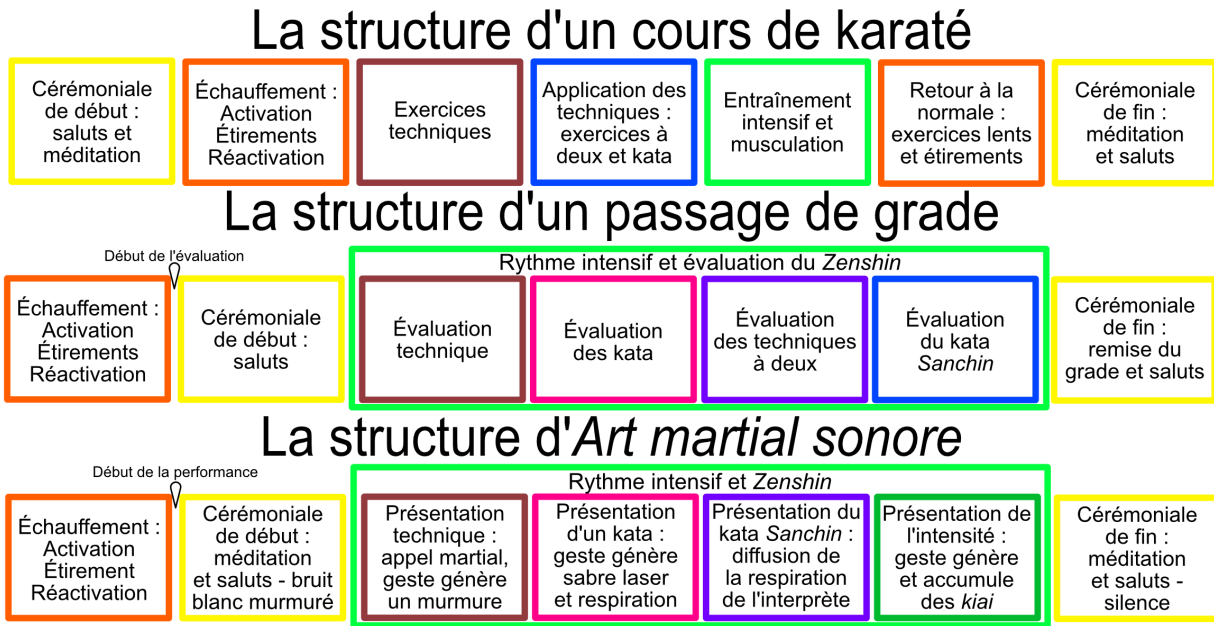 La structure d'un cours de karaté
Cérémoniale
de début :
saluts et
méditation
Échauffement :
Activation
Étirements
Réactivation
Exercices
techniques
Application des
techniques :
exercices à
deux et kata
Entraînement
intensif et
musculation
Retour à la
normale :
exercices lents
et étirements
Cérémoniale
de fin :
méditation
et saluts
La structure d'un passage de grade
Début de l'évaluation
Rythme intensif et évaluation du Zenshin
Échauffement :
Activation
Étirements
Réactivation
Cérémoniale
de début :
saluts
Évaluation
technique
Évaluation
des kata
Évaluation
des techniques
à deux
Évaluation
du kata
Sanchin
Cérémoniale
de fin :
remise du
grade et saluts
La structure d'Art martial sonore
Début de la performance
Rythme intensif et Zenshin
Échauffement :
Activation
Étirement
Réactivation
Cérémoniale
de début :
méditation
et saluts - bruit
blanc murmuré
Présentation
technique :
appel martial,
geste génère
un murmure
Présentation
d'un kata :
geste génère
sabre laser
et respiration
Présentation du
kata Sanchin :
diffusion de
la respiration
de l'interprète
Présentation de
l'intensité :
geste génère
et accumule
des kiai
Cérémoniale
de fin :
méditation
et saluts -
silence